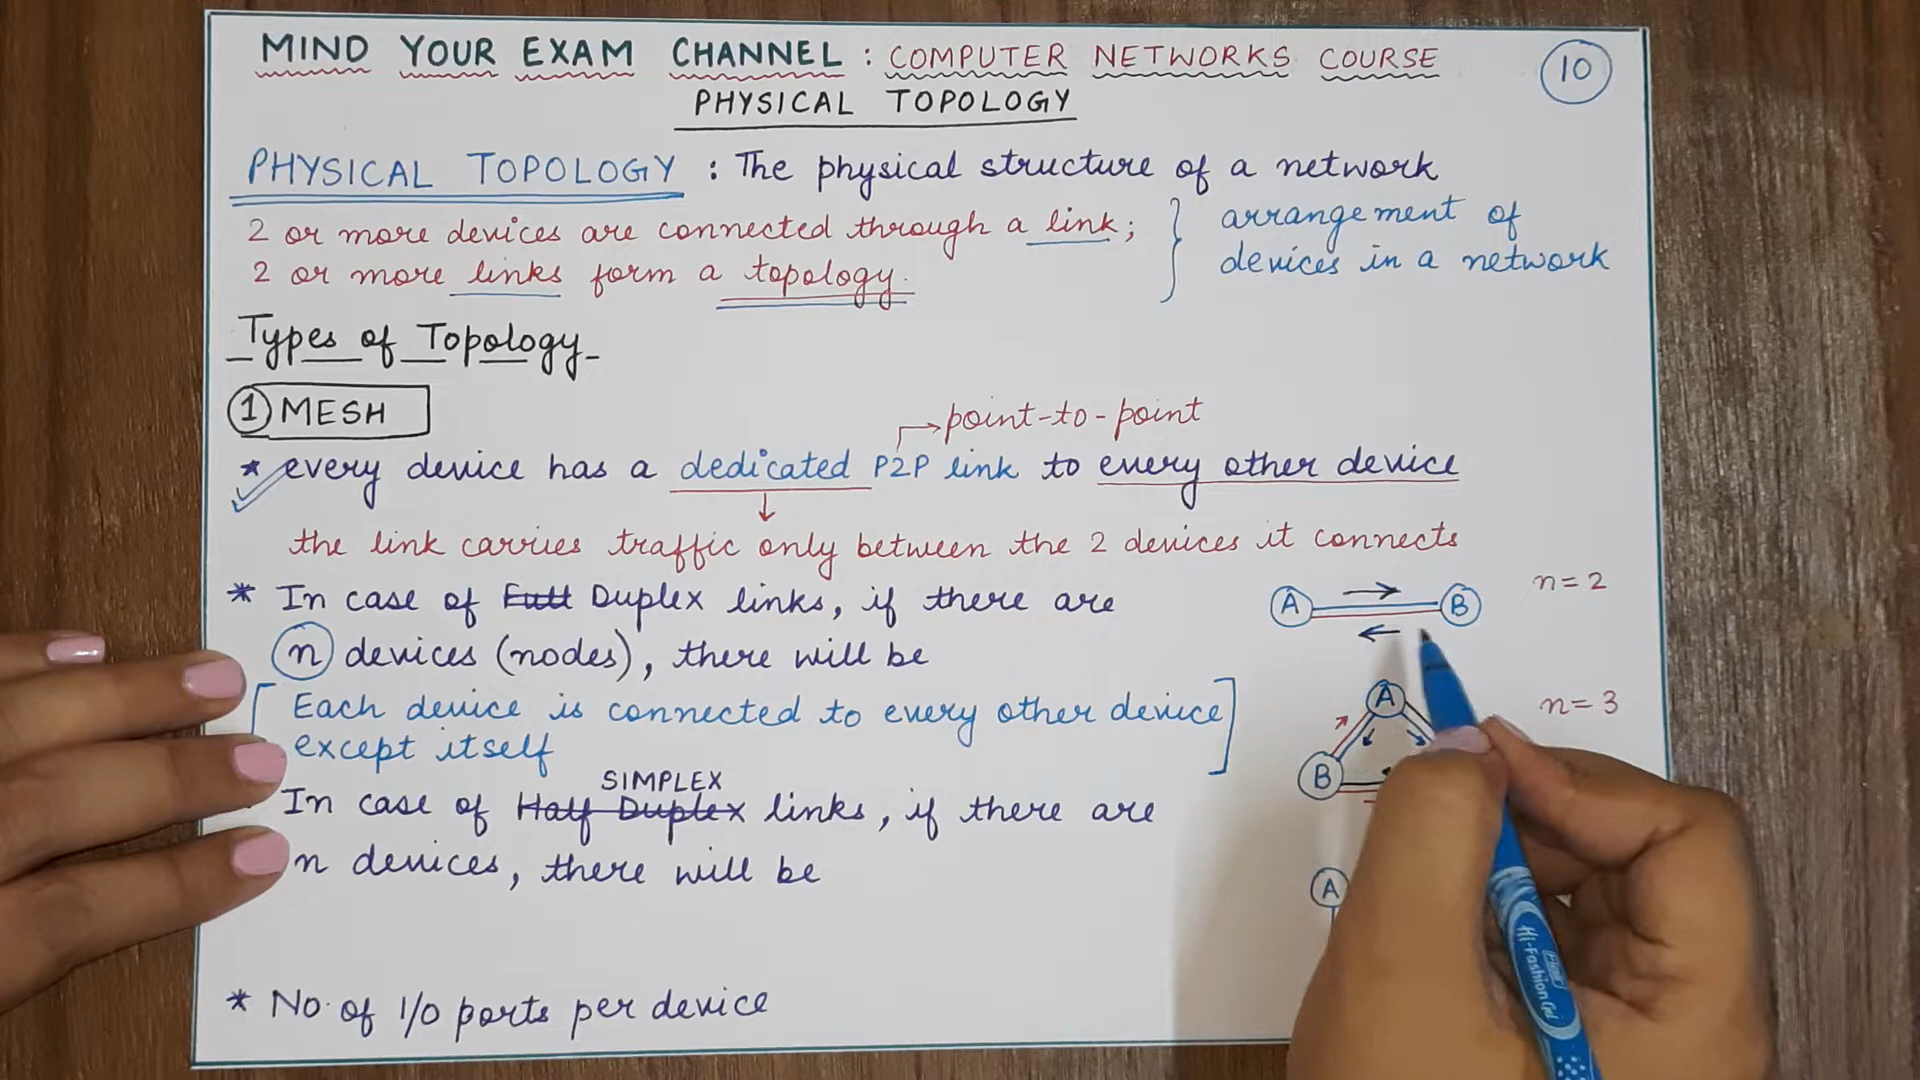 MIND YOUR EXAM CHANNEL : COMPUTER NETWORKS COURSE
10
PHYSICAL TOPOLOGY
PHYSICAL TOPOLOGY : The physical structure of a network
2 or more devices are connected through a link;
2 or more links form a topology.
arrangement of
devices in a network
Types of Topology
1 MESH
point-to-point
* every device has a dedicated P2P link to every other device
the link carries traffic only between the 2 devices it connects
* In case of Full Duplex links, if there are
n devices (nodes), there will be
A B n=2
[Each device is connected to every other device
except itself]
A n=3
B
SIMPLEX
In case of Half Duplex links, if there are
n devices, there will be
A
* No. of I/O ports per device
Hi-Fashion Gel